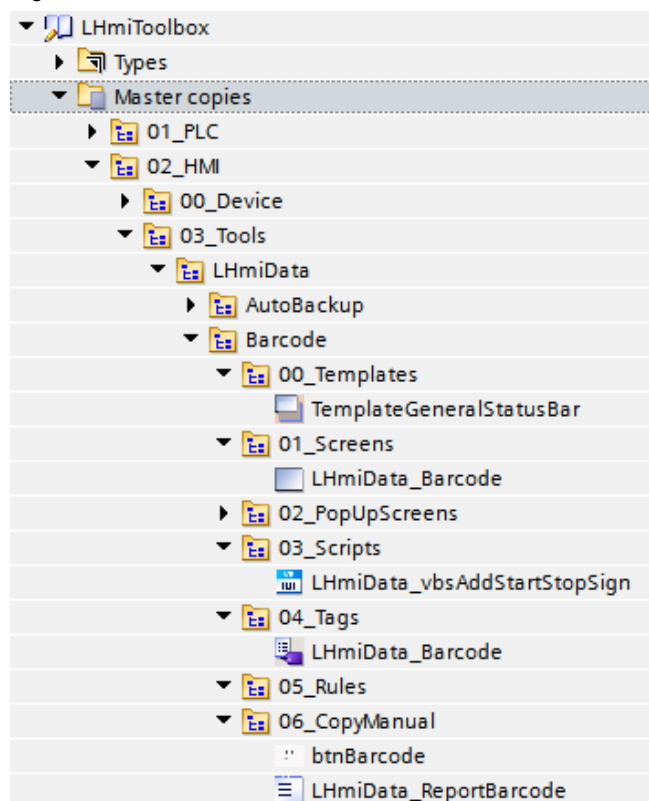 LHmiToolbox
Types
Master copies
01_PLC
02_HMI
00_Device
03_Tools
LHmiData
AutoBackup
Barcode
00_Templates
TemplateGeneralStatusBar
01_Screens
LHmiData_Barcode
02_PopUpScreens
03_Scripts
LHmiData_vbsAddStartStopSign
04_Tags
LHmiData_Barcode
05_Rules
06_CopyManual
btnBarcode
LHmiData_ReportBarcode